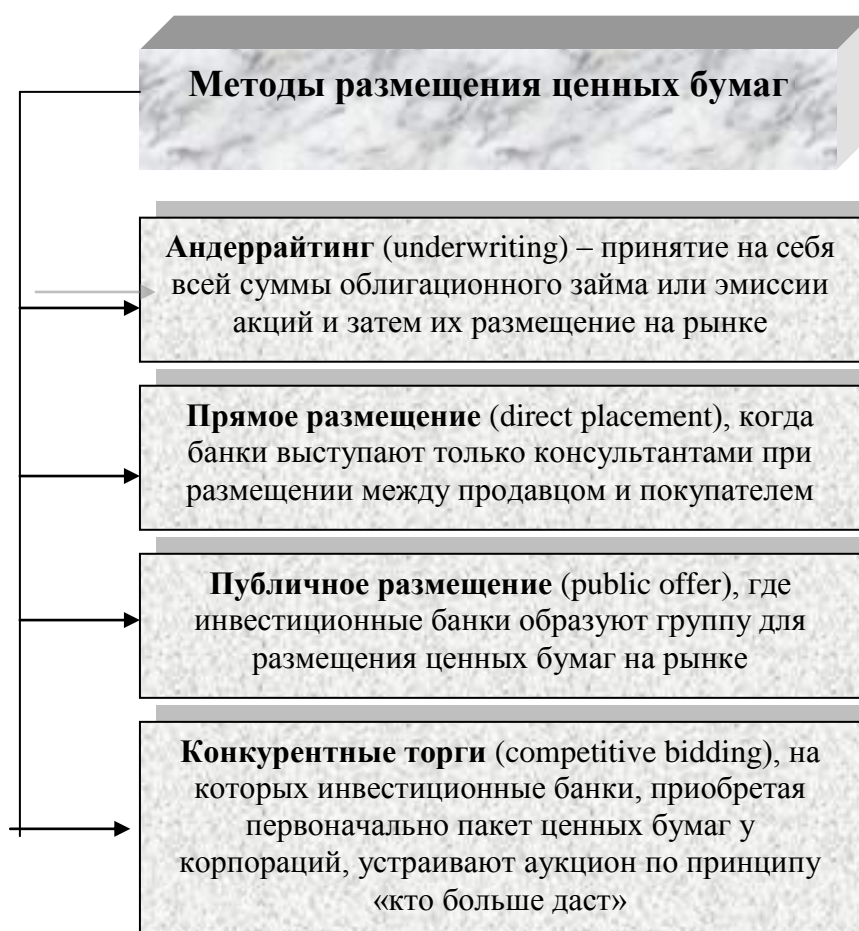 Методы размещения ценных бумаг
Андеррайтинг (underwriting) – принятие на себя
всей суммы облигационного займа или эмиссии
акций и затем их размещение на рынке
Прямое размещение (direct placement), когда
банки выступают только консультантами при
размещении между продавцом и покупателем
Публичное размещение (public offer), где
инвестиционные банки образуют группу для
размещения ценных бумаг на рынке
Конкурентные торги (competitive bidding), на
которых инвестиционные банки, приобретая
первоначально пакет ценных бумаг у
корпораций, устраивают аукцион по принципу
«кто больше даст»